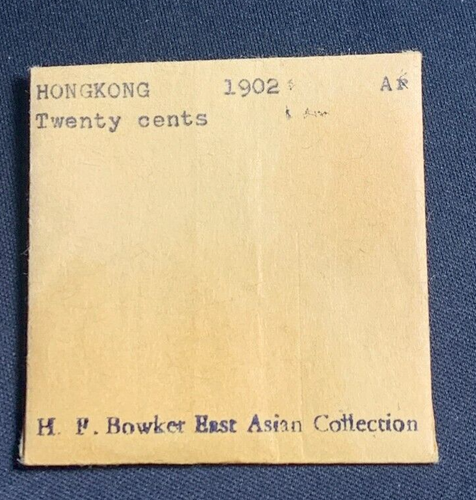 HONGKONG 1902 AR
Twenty cents
H. F. Bowker East Asian Collection